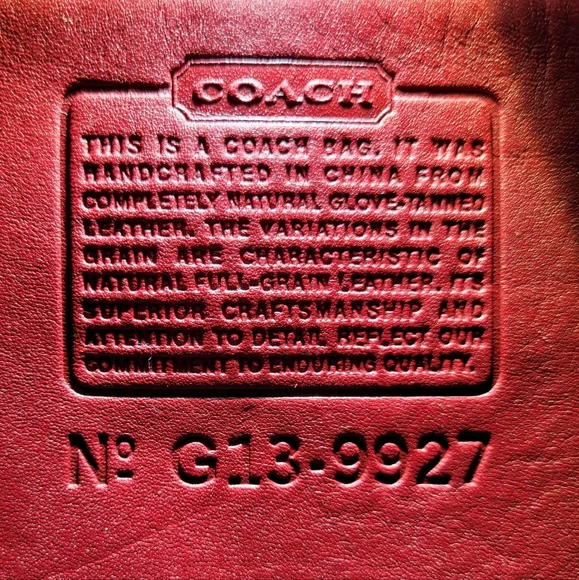 COACH
THIS IS A COACH BAG. IT WAS
HANDCRAFTED IN CHINA FROM
COMPLETELY NATURAL GLOVE-TANNED
LEATHER. THE VARIATIONS IN THE
GRAIN ARE CHARACTERISTIC OF
NATURAL FULL-GRAIN LEATHER. ITS
SUPERIOR CRAFTSMANSHIP AND
ATTENTION TO DETAIL REFLECT OUR
COMMITMENT TO ENDURING QUALITY.
Nº G13-9927